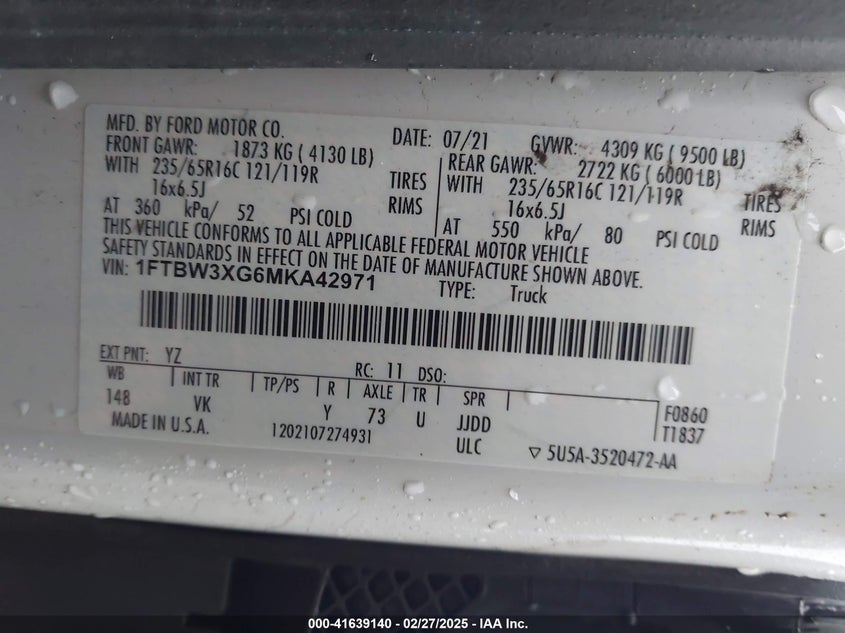 MFD. BY FORD MOTOR CO. DATE: 07/21 GVWR: 4309 KG ( 9500 LB)
FRONT GAWR: 1873 KG ( 4130 LB) REAR GAWR: 2722 KG ( 6000 LB)
WITH 235/65R16C 121/119R TIRES WITH 235/65R16C 121/119R TIRES
16x6.5J RIMS 16x6.5J RIMS
AT 360 kPa/ 52 PSI COLD AT 550 kPa/ 80 PSI COLD
THIS VEHICLE CONFORMS TO ALL APPLICABLE FEDERAL MOTOR VEHICLE
SAFETY STANDARDS IN EFFECT ON THE DATE OF MANUFACTURE SHOWN ABOVE.
VIN: 1FTBW3XG6MKA42971 TYPE: Truck
EXT PNT: YZ RC: 11 DSO:
WB INT TR TP/PS R AXLE TR SPR
148 VK Y 73 U JJDD F0860
MADE IN U.S.A. 1202107274931 ULC T1837
▽ 5U5A-3520472-AA
000-41639140 - 02/27/2025 - IAA Inc.